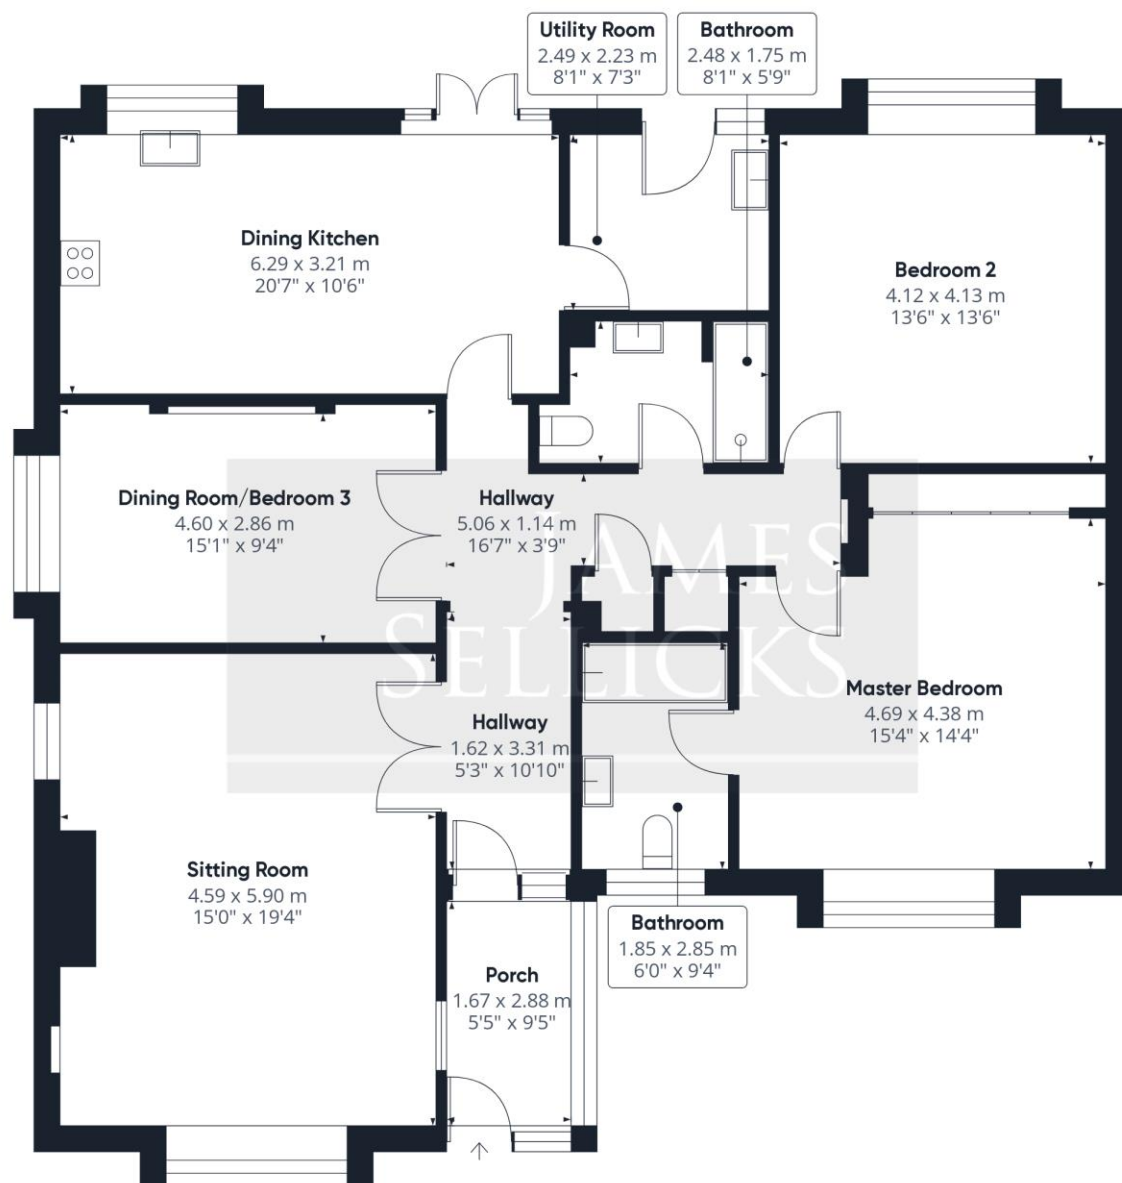 Utility Room
2.49 x 2.23 m
8'1" x 7'3"
Bathroom
2.48 x 1.75 m
8'1" x 5'9"
Dining Kitchen
6.29 x 3.21 m
20'7" x 10'6"
Bedroom 2
4.12 x 4.13 m
13'6" x 13'6"
Dining Room/Bedroom 3
4.60 x 2.86 m
15'1" x 9'4"
Hallway
5.06 x 1.14 m
16'7" x 3'9"
JAMES
SELLICKS
Master Bedroom
4.69 x 4.38 m
15'4" x 14'4"
Hallway
1.62 x 3.31 m
5'3" x 10'10"
Sitting Room
4.59 x 5.90 m
15'0" x 19'4"
Bathroom
1.85 x 2.85 m
6'0" x 9'4"
Porch
1.67 x 2.88 m
5'5" x 9'5"